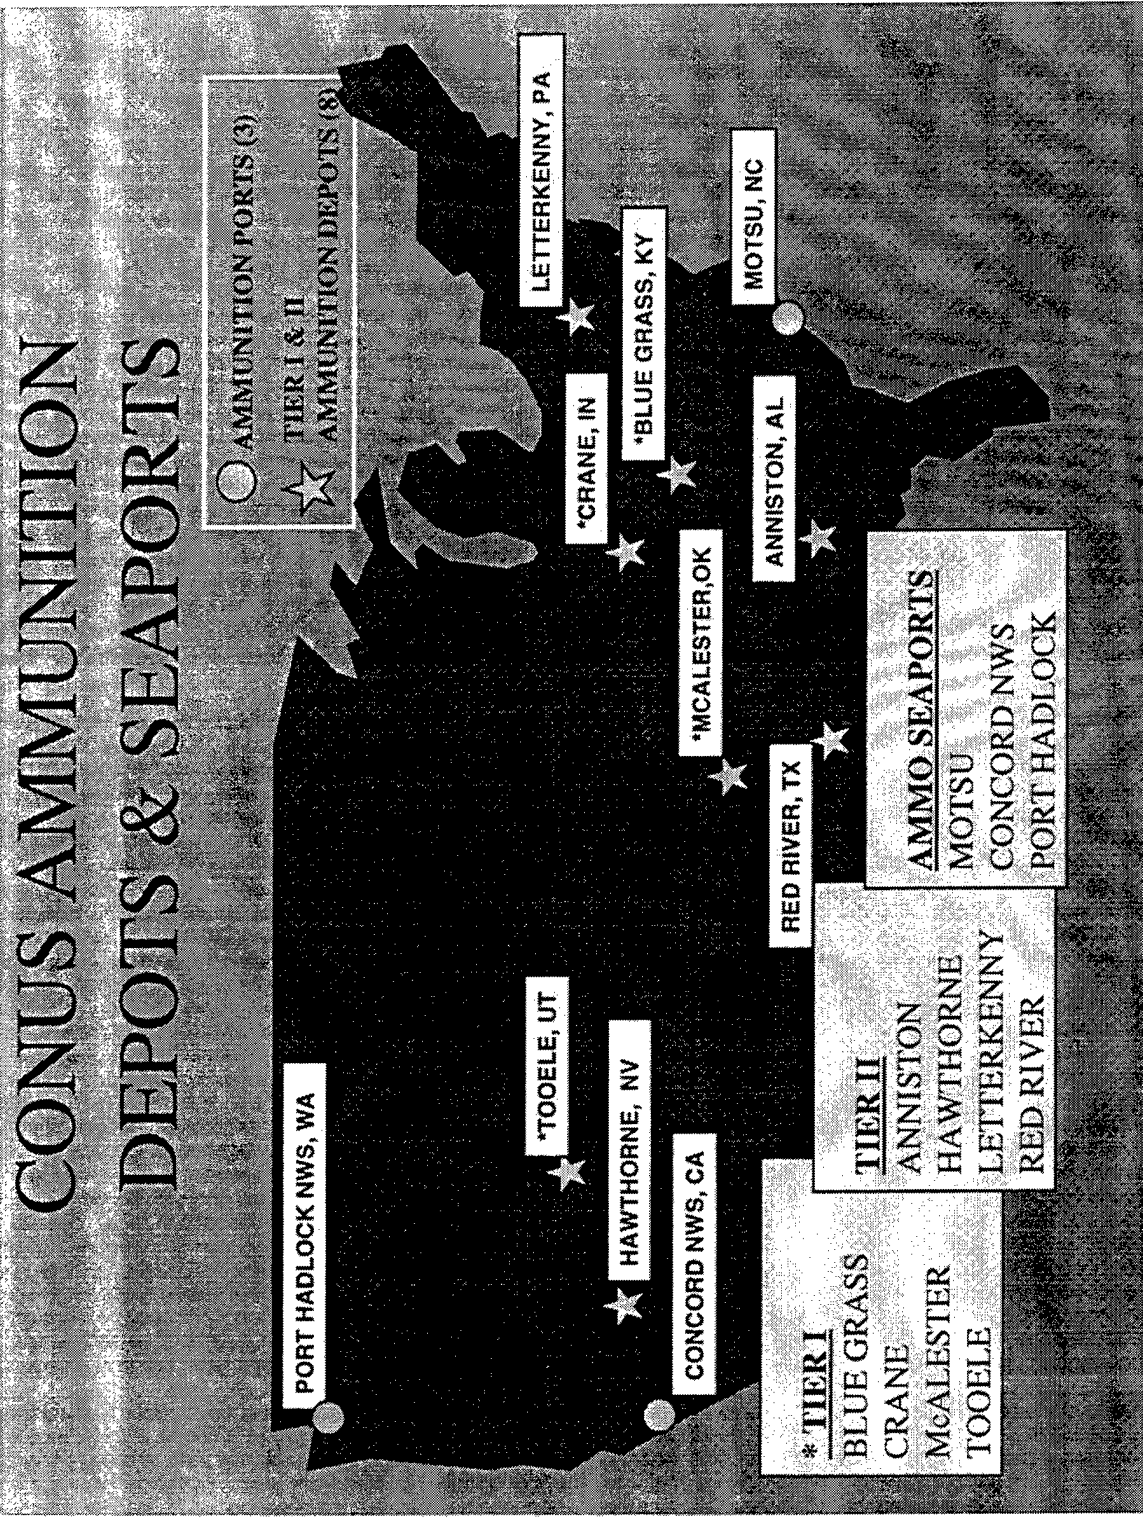 CONUS AMMUNITION
DEPOTS & SEAPORTS
AMMUNITION PORTS (3)
TIER I & II
AMMUNITION DEPOTS (8)
PORT HADLOCK NWS, WA
*TOOELE, UT
HAWTHORNE, NV
CONCORD NWS, CA
LETTERKENNY, PA
*CRANE, IN
*BLUE GRASS, KY
*MCALESTER,OK
MOTSU, NC
ANNISTON, AL
RED RIVER, TX
* TIER I
BLUE GRASS
CRANE
McALESTER
TOOELE
TIER II
ANNISTON
HAWTHORNE
LETTERKENNY
RED RIVER
AMMO SEAPORTS
MOTSU
CONCORD NWS
PORT HADLOCK